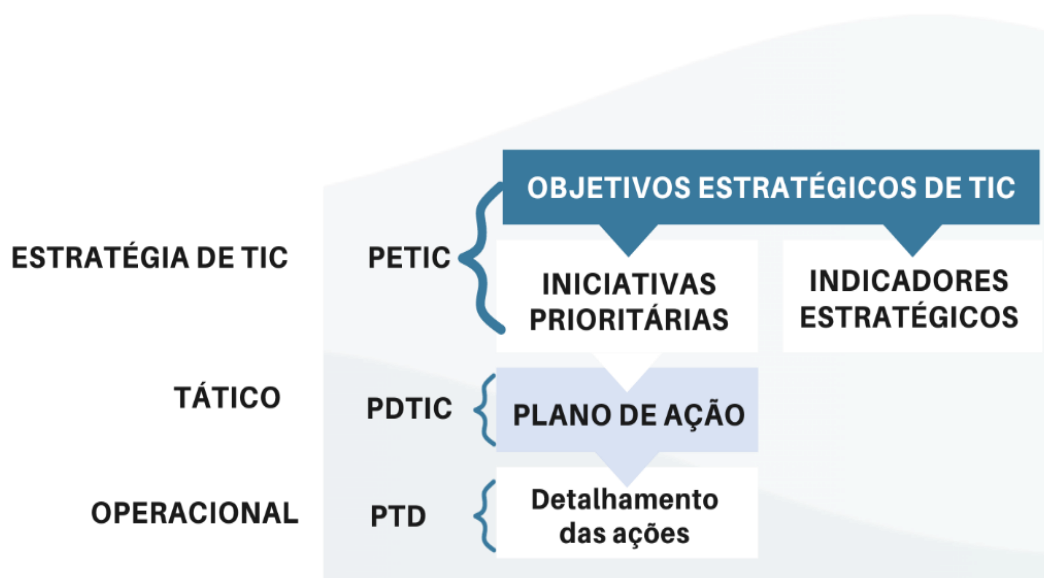 OBJETIVOS ESTRATÉGICOS DE TIC
ESTRATÉGIA DE TIC
PETIC
INICIATIVAS
PRIORITÁRIAS
INDICADORES
ESTRATÉGICOS
TÁTICO
PDTIC
PLANO DE AÇÃO
OPERACIONAL
PTD
Detalhamento
das ações